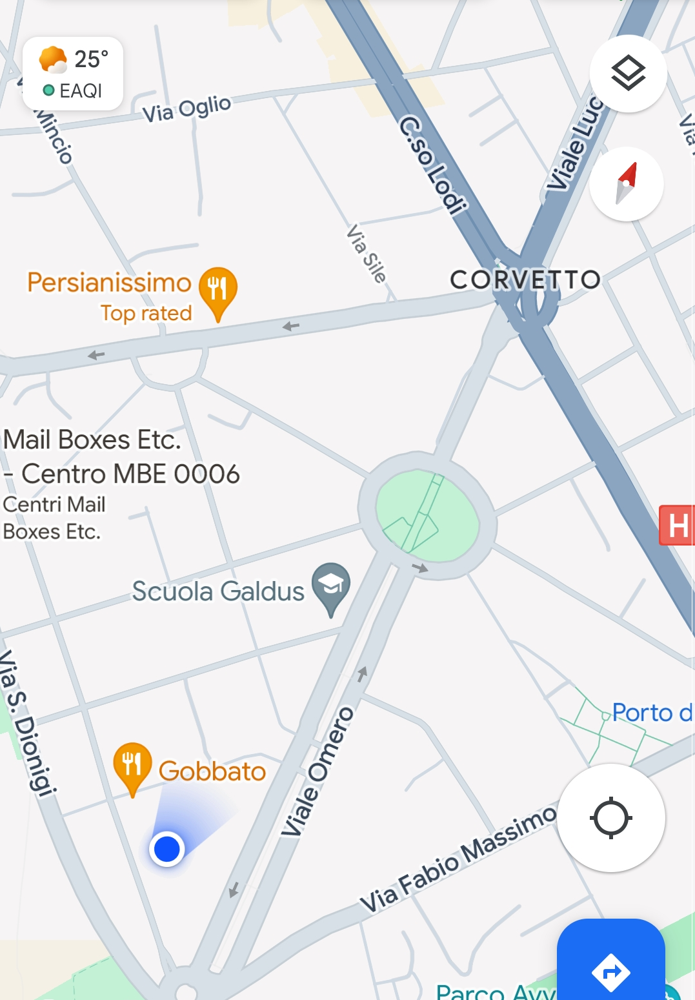 25°
EAQI
Mincio
Via Oglio
C.so Lodi
Viale Luc
Via
Via Sile
CORVETTO
Persianissimo
Top rated
Mail Boxes Etc.
- Centro MBE 0006
Centri Mail
Boxes Etc.
H
Scuola Galdus
Via S. Dionigi
Viale Omero
Porto d
Gobbato
Via Fabio Massimo
Parco Avv